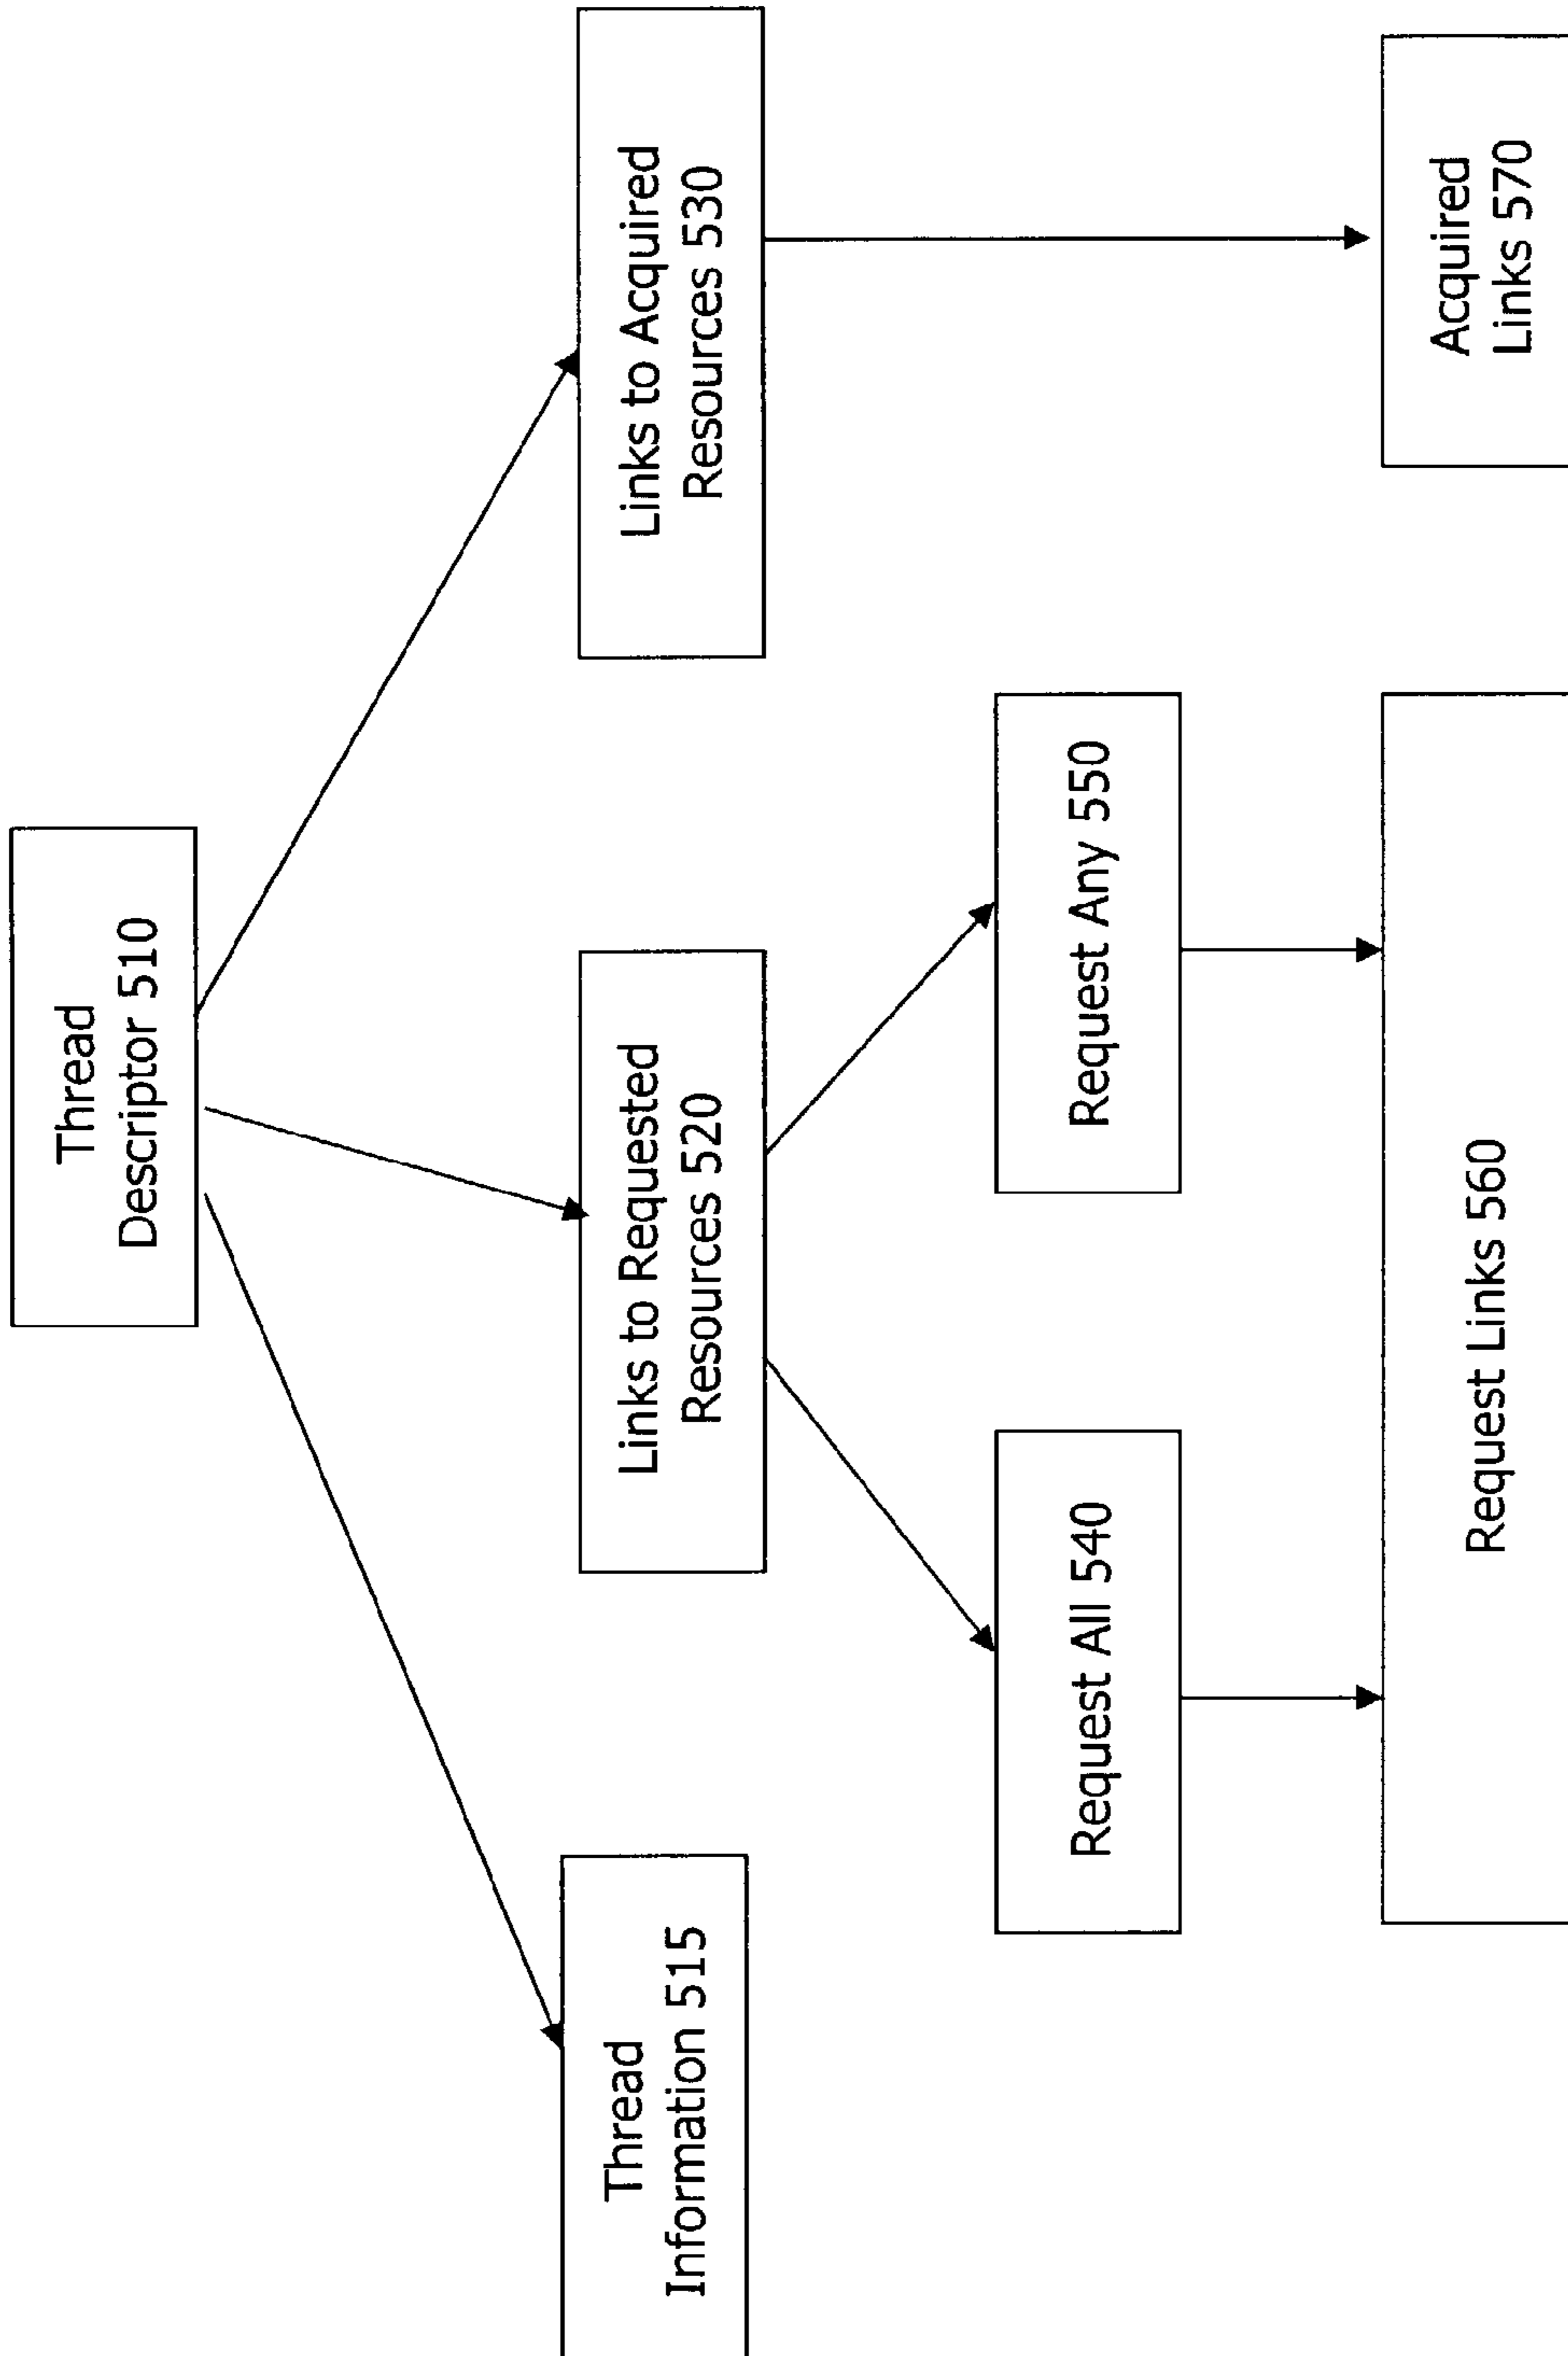 Thread
Descriptor 510
Thread
Information 515
Links to Requested
Resources 520
Links to Acquired
Resources 530
Request All 540
Request Any 550
Request Links 560
Acquired
Links 570